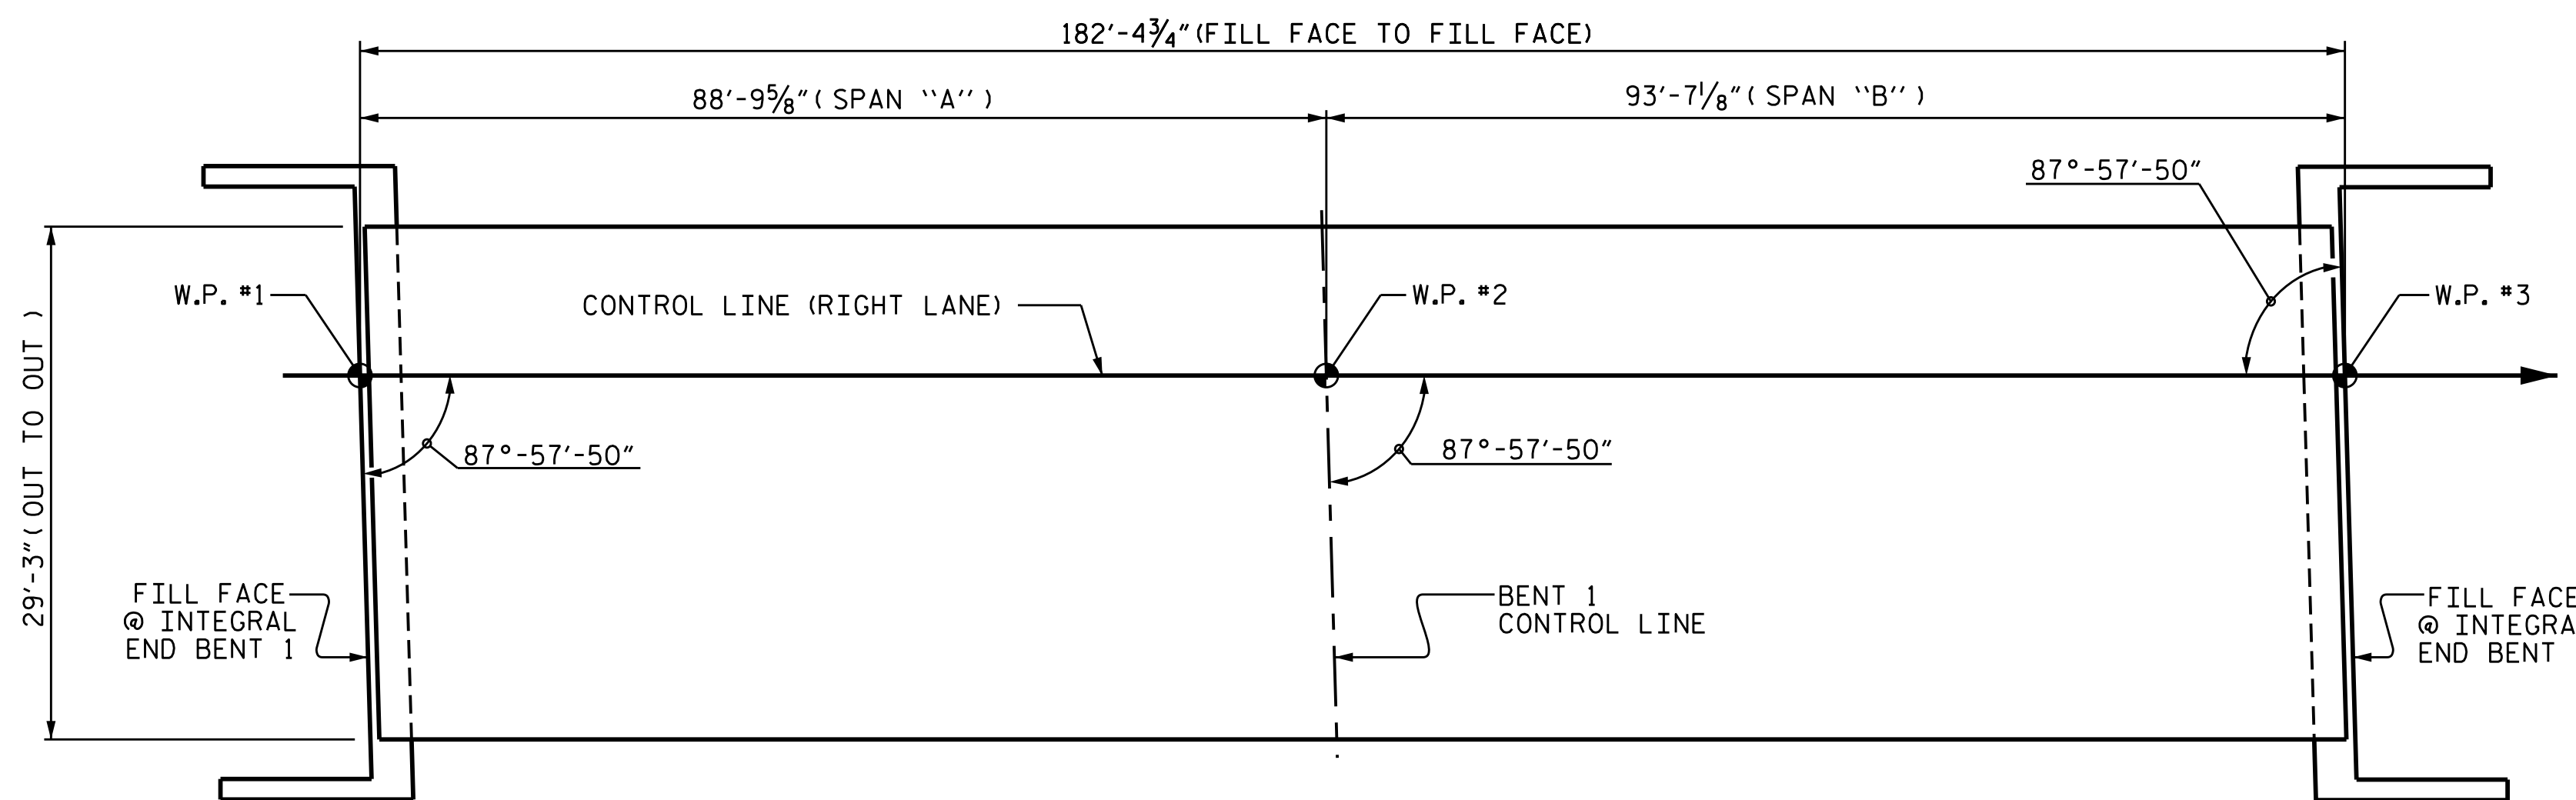 182′-4¾″(FILL FACE TO FILL FACE)
88′-9⅝″(SPAN ‘‘A’’)
93′-7⅛″(SPAN ‘‘B’’)
87°-57′-50″
W.P. #1
CONTROL LINE (RIGHT LANE)
W.P. #2
W.P. #3
29′-3″(OUT TO OUT)
87°-57′-50″
87°-57′-50″
FILL FACE
@ INTEGRAL
END BENT 1
BENT 1
CONTROL LINE
FILL FACE
@ INTEGRA
END BENT